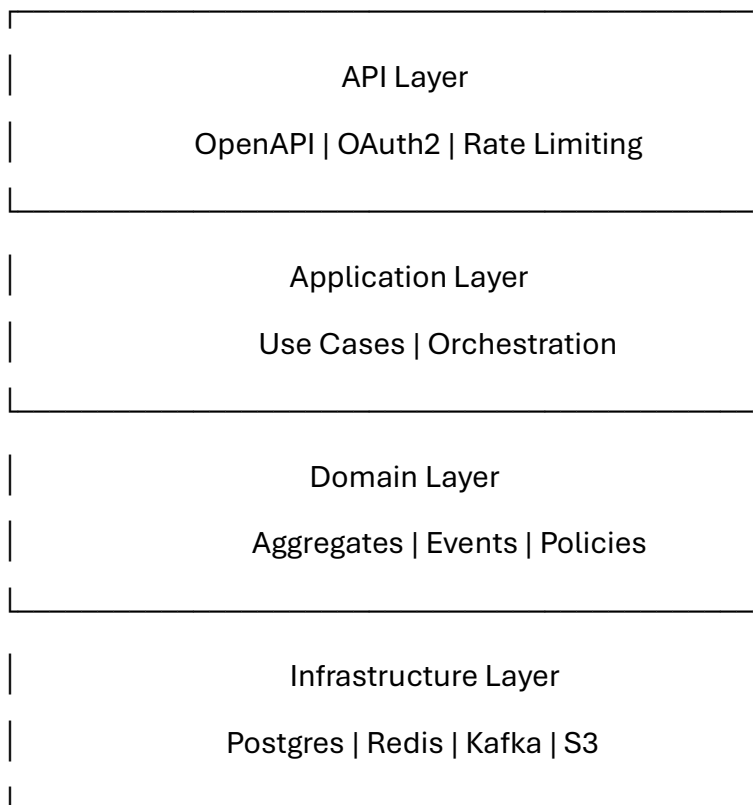 API Layer
OpenAPI | OAuth2 | Rate Limiting
Application Layer
Use Cases | Orchestration
Domain Layer
Aggregates | Events | Policies
Infrastructure Layer
Postgres | Redis | Kafka | S3